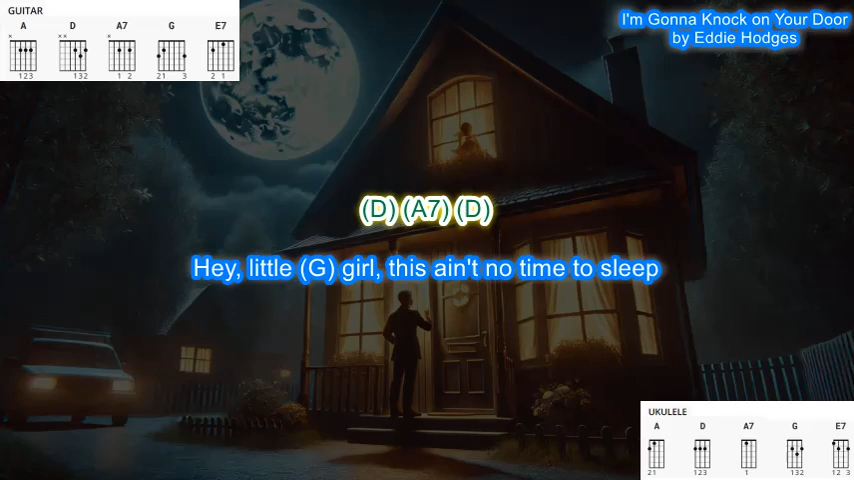 GUITAR
A D A7 G E7
x xx x
123 132 1 2 21 3 2 1
I'm Gonna Knock on Your Door
by Eddie Hodges
(D) (A7) (D)
Hey, little (G) girl, this ain't no time to sleep
UKULELE
A D A7 G E7
21 123 1 132 12 3